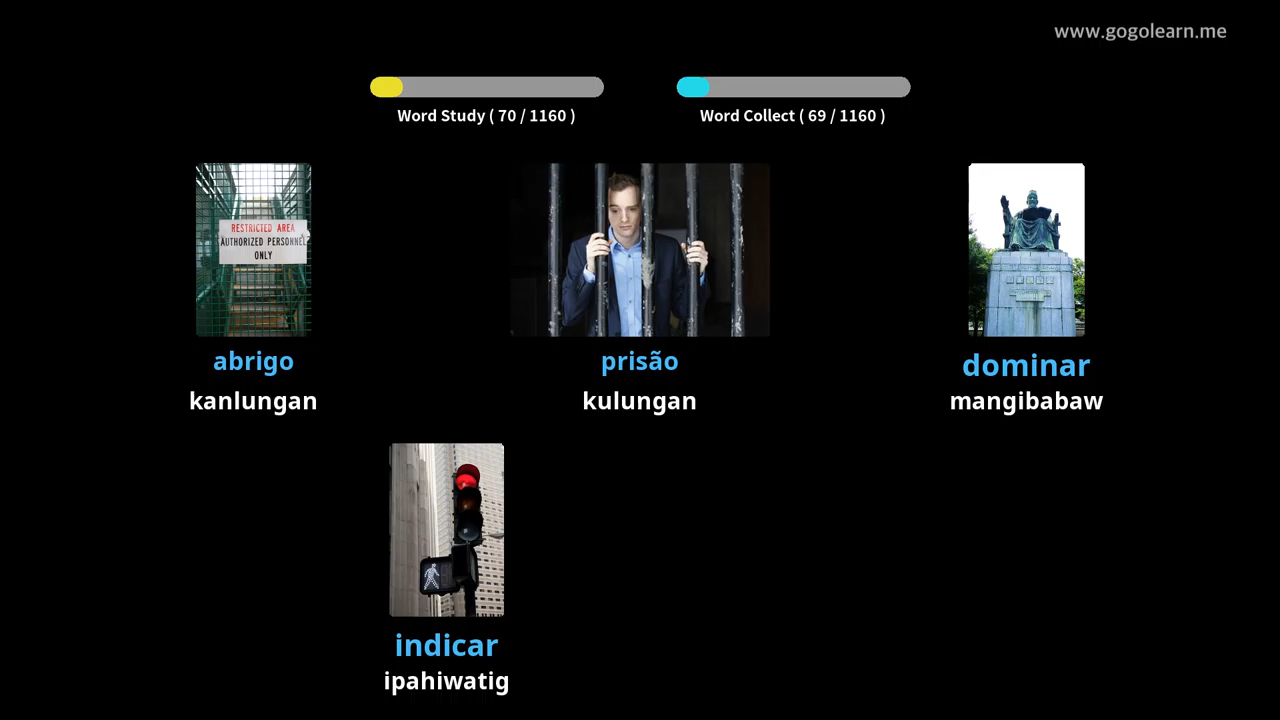 www.gogolearn.me
Word Study ( 70 / 1160 )
Word Collect ( 69 / 1160 )
RESTRICTED AREA
AUTHORIZED PERSONNEL
ONLY
abrigo
kanlungan
prisão
kulungan
dominar
mangibabaw
indicar
ipahiwatig